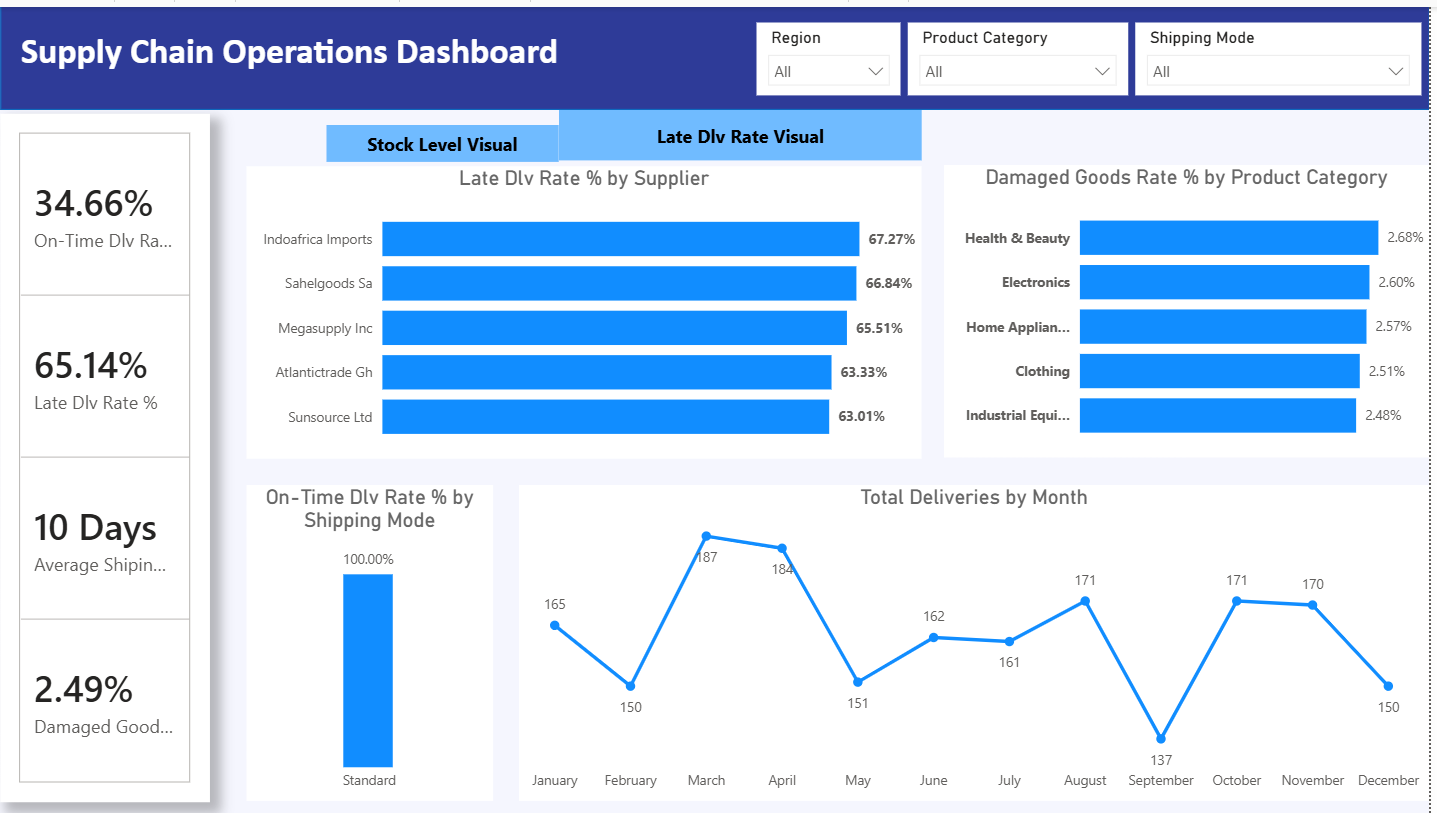 Supply Chain Operations Dashboard
Region
All
Product Category
All
Shipping Mode
All
34.66%
On-Time Dlv Ra...
65.14%
Late Dlv Rate %
10 Days
Average Shipin...
2.49%
Damaged Good...
Stock Level Visual
Late Dlv Rate Visual
Late Dlv Rate % by Supplier
Indoafrica Imports
67.27%
Sahelgoods Sa
66.84%
Megasupply Inc
65.51%
Atlantictrade Gh
63.33%
Sunsource Ltd
63.01%
Damaged Goods Rate % by Product Category
Health & Beauty
2.68%
Electronics
2.60%
Home Applian...
2.57%
Clothing
2.51%
Industrial Equi...
2.48%
On-Time Dlv Rate % by
Shipping Mode
100.00%
Standard
Total Deliveries by Month
165
150
187
184
151
162
161
171
137
171
170
150
January
February
March
April
May
June
July
August
September
October
November
December